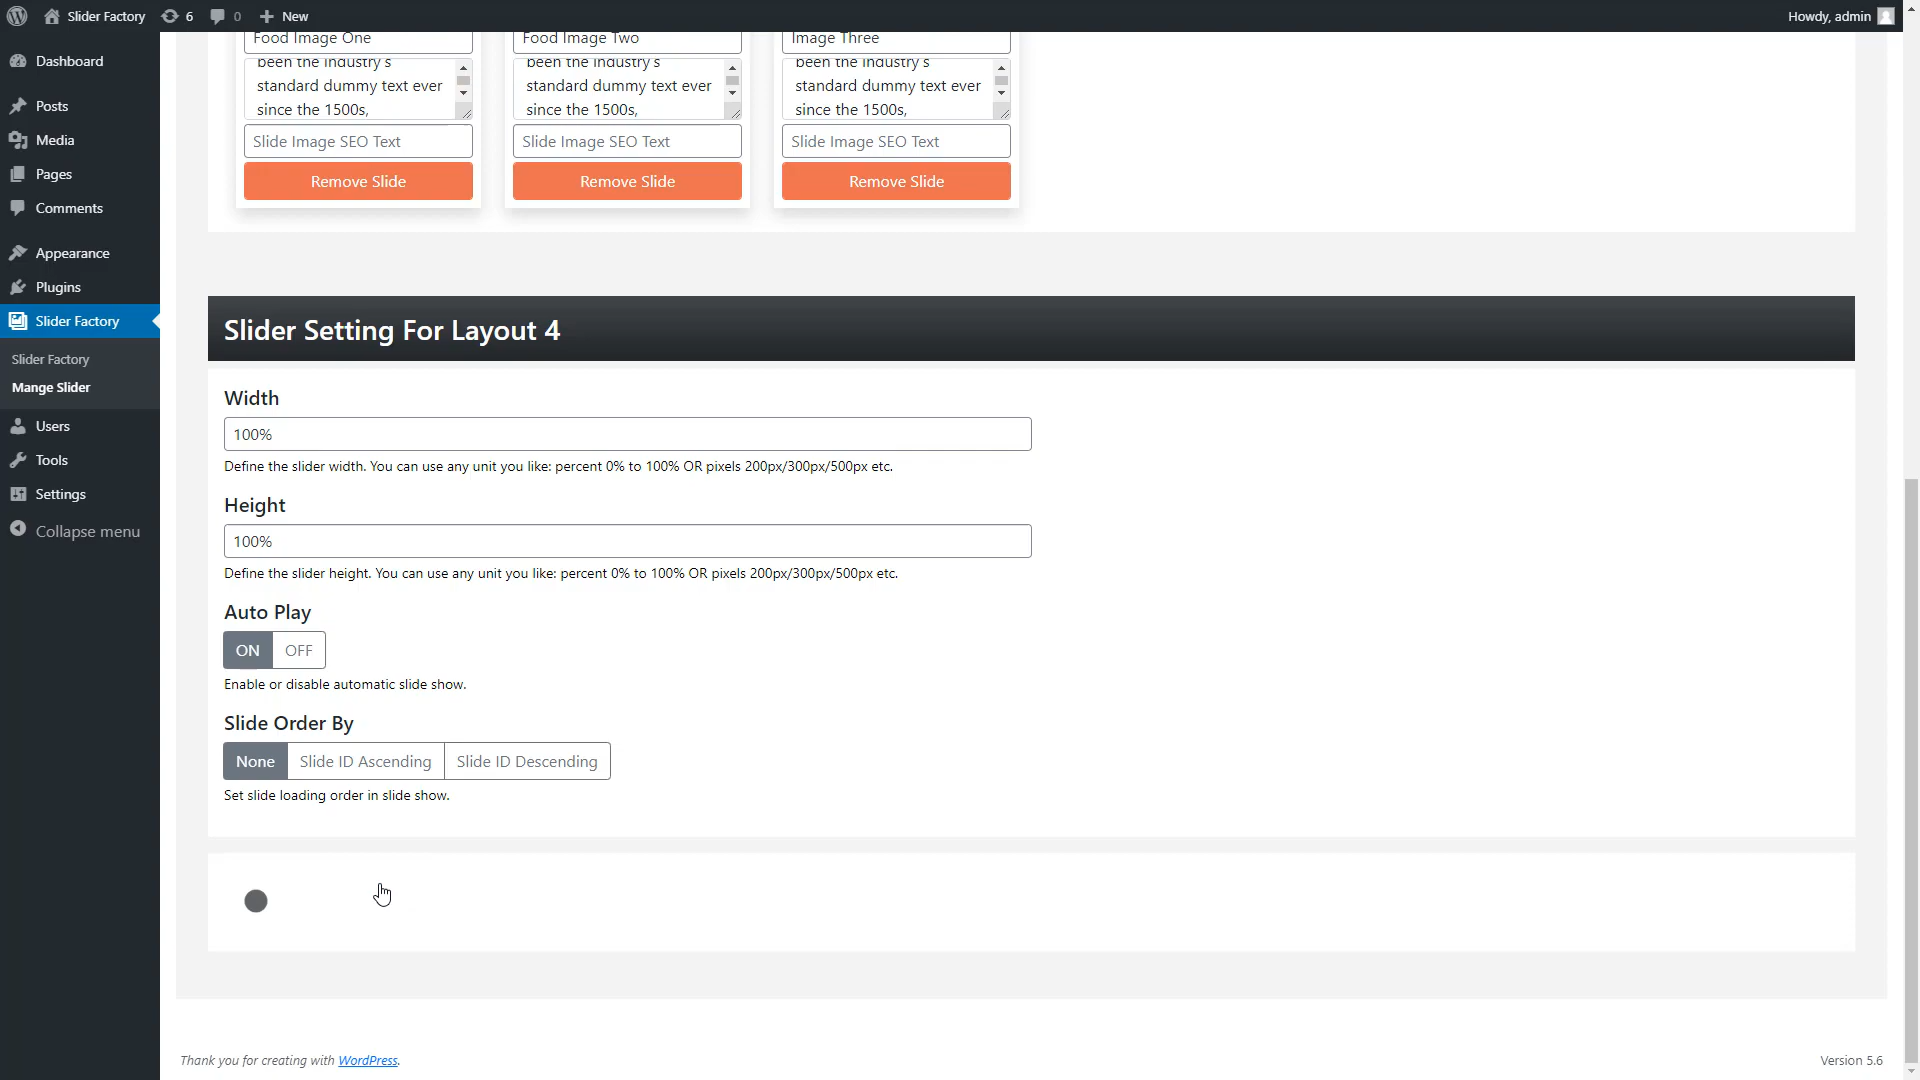 Slider Factory 6 0 New Howdy, admin
Dashboard
Posts
Media
Pages
Comments
Appearance
Plugins
Slider Factory
Slider Factory
Mange Slider
Users
Tools
Settings
Collapse menu
Food Image One
been the industry's
standard dummy text ever
since the 1500s,
Slide Image SEO Text
Remove Slide
Food Image Two
been the industry's
standard dummy text ever
since the 1500s,
Slide Image SEO Text
Remove Slide
Image Three
been the industry's
standard dummy text ever
since the 1500s,
Slide Image SEO Text
Remove Slide
Slider Setting For Layout 4
Width
100%
Define the slider width. You can use any unit you like: percent 0% to 100% OR pixels 200px/300px/500px etc.
Height
100%
Define the slider height. You can use any unit you like: percent 0% to 100% OR pixels 200px/300px/500px etc.
Auto Play
ON OFF
Enable or disable automatic slide show.
Slide Order By
None Slide ID Ascending Slide ID Descending
Set slide loading order in slide show.
Thank you for creating with WordPress.
Version 5.6